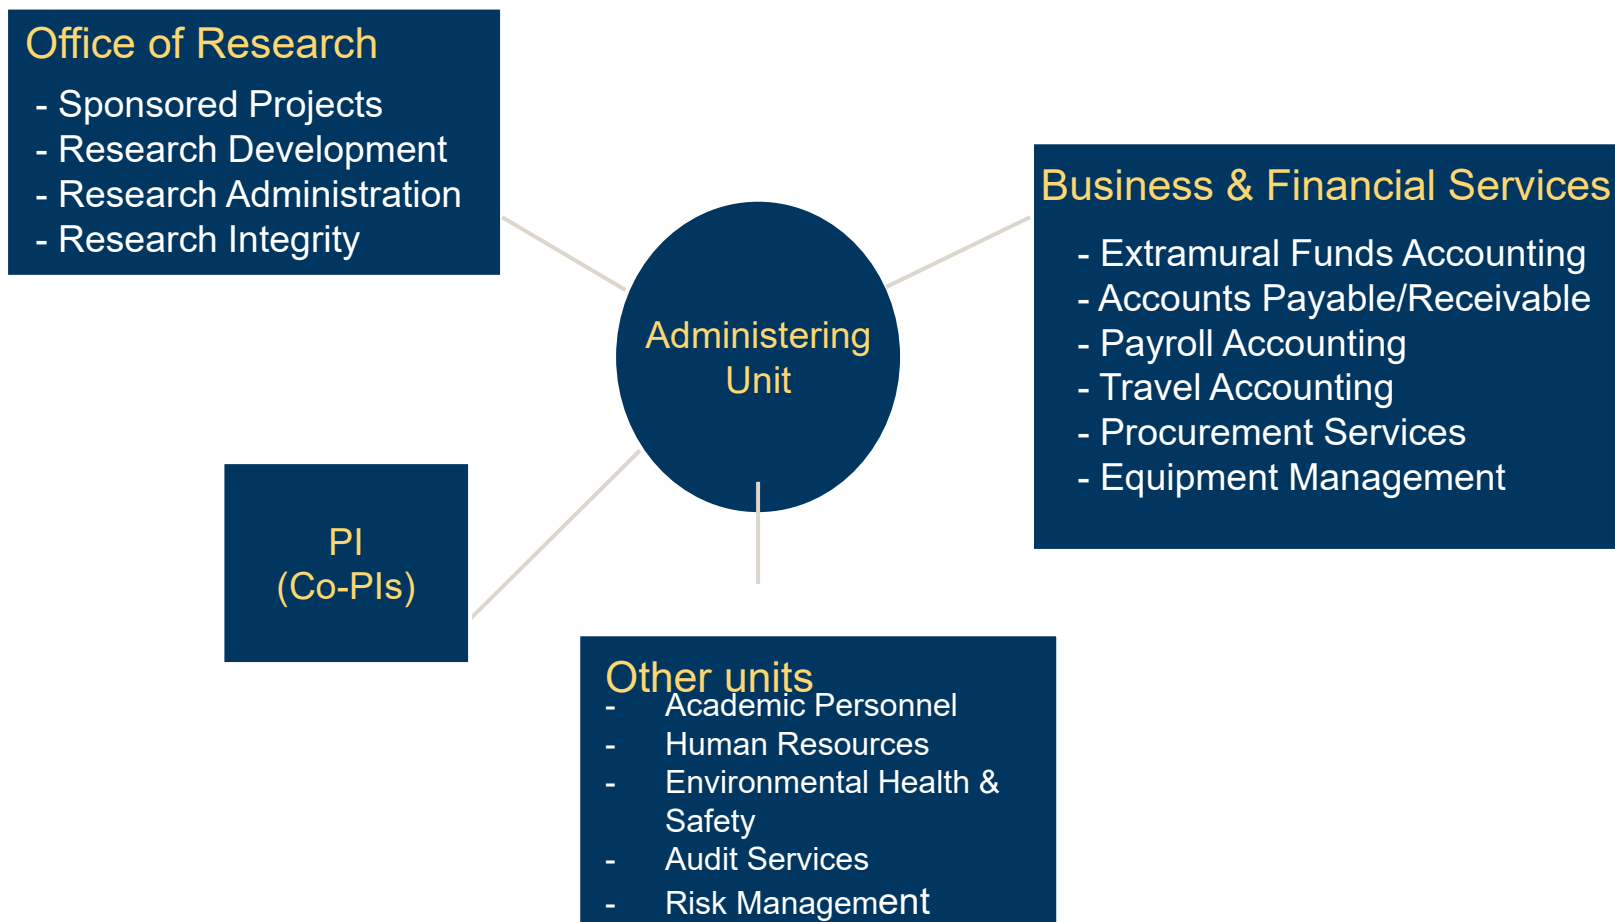 Office of Research
- Sponsored Projects
- Research Development
- Research Administration
- Research Integrity
Business & Financial Services
- Extramural Funds Accounting
- Accounts Payable/Receivable
- Payroll Accounting
- Travel Accounting
- Procurement Services
- Equipment Management
Administering
Unit
PI
(Co-PIs)
Other units
- Academic Personnel
- Human Resources
- Environmental Health &
Safety
- Audit Services
- Risk Management